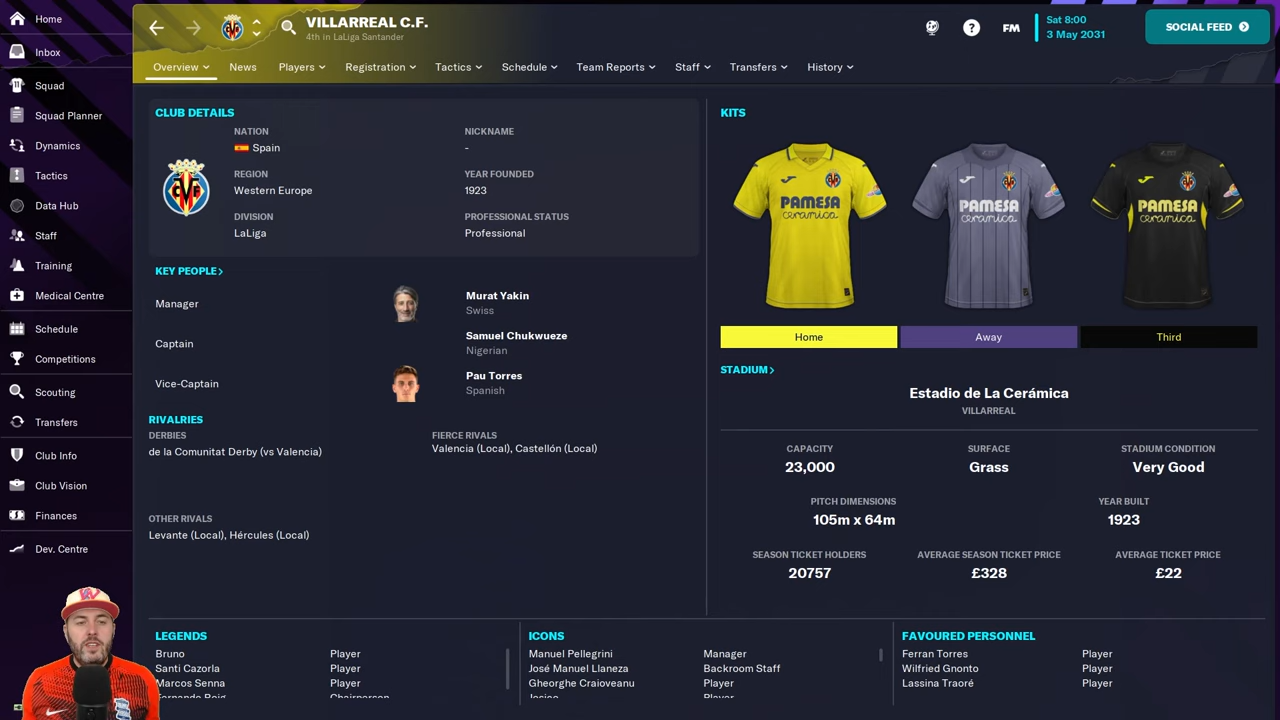 Home
Inbox
Squad
Squad Planner
Dynamics
Tactics
Data Hub
Staff
Training
Medical Centre
Schedule
Competitions
Scouting
Transfers
Club Info
Club Vision
Finances
Dev. Centre
VILLARREAL C.F.
4th in LaLiga Santander
FM
Sat 8:00
3 May 2031
SOCIAL FEED
Overview News Players Registration Tactics Schedule Team Reports Staff Transfers History
CLUB DETAILS
NATION
Spain
NICKNAME
-
REGION
Western Europe
YEAR FOUNDED
1923
DIVISION
LaLiga
PROFESSIONAL STATUS
Professional
KEY PEOPLE
Manager
Murat Yakin
Swiss
Captain
Samuel Chukwueze
Nigerian
Vice-Captain
Pau Torres
Spanish
RIVALRIES
DERBIES
de la Comunitat Derby (vs Valencia)
FIERCE RIVALS
Valencia (Local), Castellón (Local)
OTHER RIVALS
Levante (Local), Hércules (Local)
KITS
PAMESA
cerámica
PAMESA
cerámica
PAMESA
cerámica
Home Away Third
STADIUM
Estadio de La Cerámica
VILLARREAL
CAPACITY
23,000
SURFACE
Grass
STADIUM CONDITION
Very Good
PITCH DIMENSIONS
105m x 64m
YEAR BUILT
1923
SEASON TICKET HOLDERS
20757
AVERAGE SEASON TICKET PRICE
£328
AVERAGE TICKET PRICE
£22
LEGENDS
Bruno Player
Santi Cazorla Player
Marcos Senna Player
Fernando Roig Chairperson
ICONS
Manuel Pellegrini Manager
José Manuel Llaneza Backroom Staff
Gheorghe Craioveanu Player
Josico Player
FAVOURED PERSONNEL
Ferran Torres Player
Wilfried Gnonto Player
Lassina Traoré Player